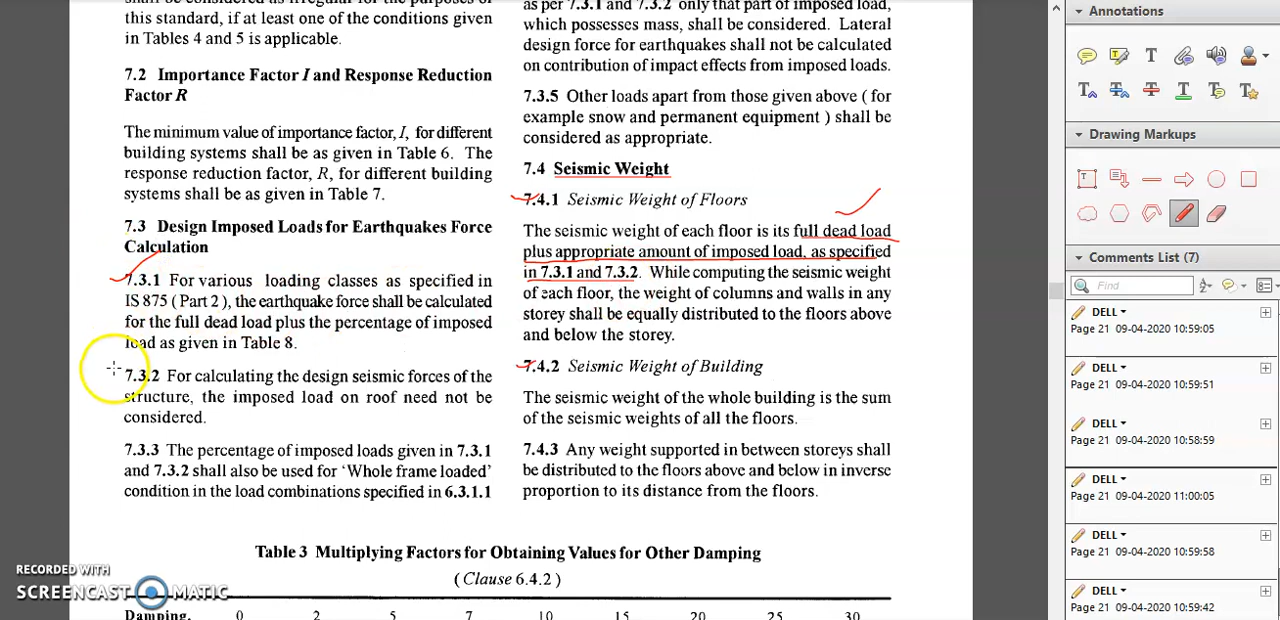 this standard, if at least one of the conditions given
in Tables 4 and 5 is applicable.
7.2 Importance Factor I and Response Reduction
Factor R
The minimum value of importance factor, I, for different
building systems shall be as given in Table 6. The
response reduction factor, R, for different building
systems shall be as given in Table 7.
7.3 Design Imposed Loads for Earthquakes Force
Calculation
7.3.1 For various loading classes as specified in
IS 875 ( Part 2 ), the earthquake force shall be calculated
for the full dead load plus the percentage of imposed
load as given in Table 8.
7.3.2 For calculating the design seismic forces of the
structure, the imposed load on roof need not be
considered.
7.3.3 The percentage of imposed loads given in 7.3.1
and 7.3.2 shall also be used for ‘Whole frame loaded’
condition in the load combinations specified in 6.3.1.1
as per 7.3.1 and 7.3.2 only that part of imposed load,
which possesses mass, shall be considered. Lateral
design force for earthquakes shall not be calculated
on contribution of impact effects from imposed loads.
7.3.5 Other loads apart from those given above ( for
example snow and permanent equipment ) shall be
considered as appropriate.
7.4 Seismic Weight
7.4.1 Seismic Weight of Floors
The seismic weight of each floor is its full dead load
plus appropriate amount of imposed load, as specified
in 7.3.1 and 7.3.2. While computing the seismic weight
of each floor, the weight of columns and walls in any
storey shall be equally distributed to the floors above
and below the storey.
7.4.2 Seismic Weight of Building
The seismic weight of the whole building is the sum
of the seismic weights of all the floors.
7.4.3 Any weight supported in between storeys shall
be distributed to the floors above and below in inverse
proportion to its distance from the floors.
Table 3 Multiplying Factors for Obtaining Values for Other Damping
( Clause 6.4.2 )
Damping, 0 2 5 7 10 15 20 25 30
RECORDED WITH
SCREENCAST MATIC
Annotations
Drawing Markups
Comments List (7)
Find
DELL
Page 21 09-04-2020 10:59:05
DELL
Page 21 09-04-2020 10:59:51
DELL
Page 21 09-04-2020 10:58:59
DELL
Page 21 09-04-2020 11:00:05
DELL
Page 21 09-04-2020 10:59:58
DELL
Page 21 09-04-2020 10:59:42